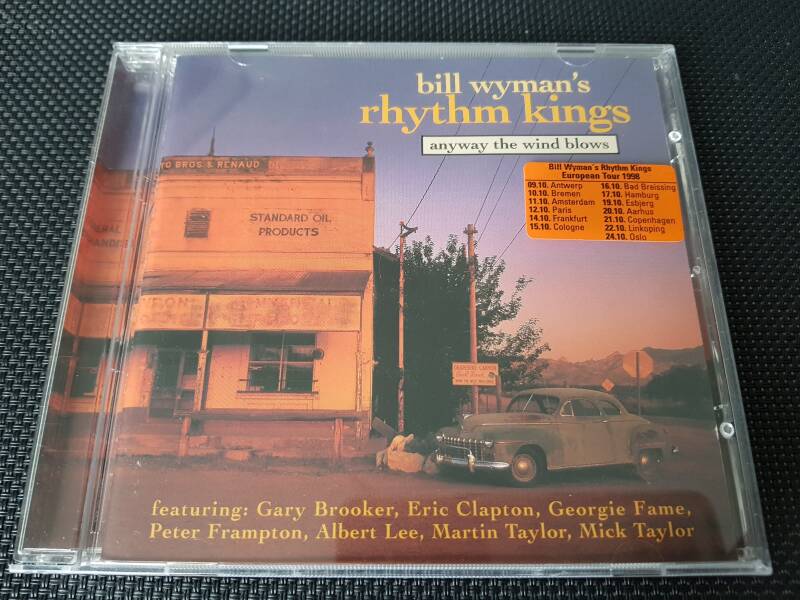 bill wyman's
rhythm kings
anyway the wind blows
Bill Wyman's Rhythm Kings
European Tour 1998
09.10. Antwerp
10.10. Bremen
11.10. Amsterdam
12.10. Paris
14.10. Frankfurt
15.10. Cologne
16.10. Bad Breissing
17.10. Hamburg
19.10. Esbjerg
20.10. Aarhus
21.10. Copenhagen
22.10. Linkoping
24.10. Oslo
BROS. & RENAUD
STANDARD OIL
PRODUCTS
featuring: Gary Brooker, Eric Clapton, Georgie Fame,
Peter Frampton, Albert Lee, Martin Taylor, Mick Taylor